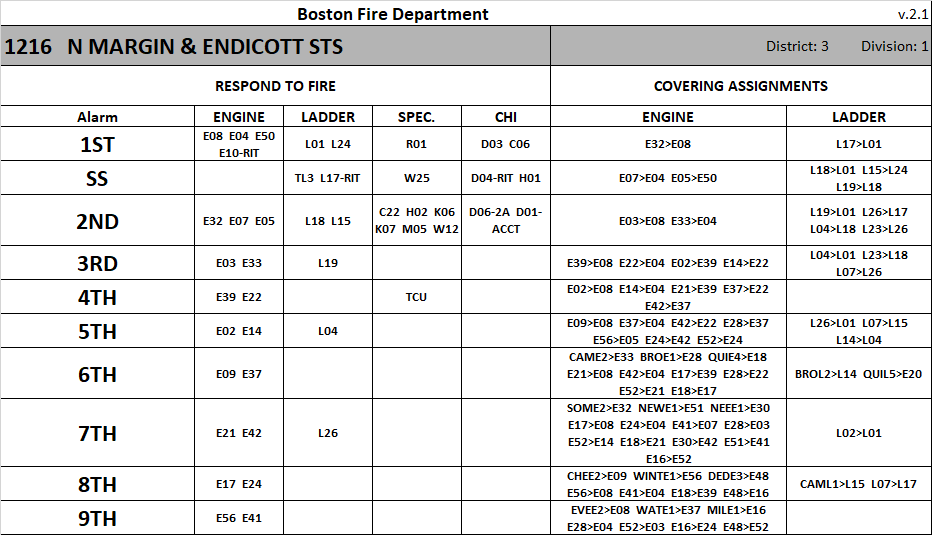 Boston Fire Department v.2.1
1216 N MARGIN & ENDICOTT STS District: 3 Division: 1
RESPOND TO FIRE COVERING ASSIGNMENTS
Alarm ENGINE LADDER SPEC. CHI ENGINE LADDER
1ST
E08 E04 E50
E10-RIT
L01 L24
R01
D03 C06
E32>E08
L17>L01
SS
TL3 L17-RIT
W25
D04-RIT H01
E07>E04 E05>E50
L18>L01 L15>L24
L19>L18
2ND
E32 E07 E05
L18 L15
C22 H02 K06
K07 M05 W12
D06-2A D01-
ACCT
E03>E08 E33>E04
L19>L01 L26>L17
L04>L18 L23>L26
3RD
E03 E33
L19
E39>E08 E22>E04 E02>E39 E14>E22
L04>L01 L23>L18
L07>L26
4TH
E39 E22
TCU
E02>E08 E14>E04 E21>E39 E37>E22
E42>E37
5TH
E02 E14
L04
E09>E08 E37>E04 E42>E22 E28>E37
E56>E05 E24>E42 E52>E24
L26>L01 L07>L15
L14>L04
6TH
E09 E37
CAME2>E33 BROE1>E28 QUIE4>E18
E21>E08 E42>E04 E17>E39 E28>E22
E52>E21 E18>E17
BROL2>L14 QUIL5>E20
7TH
E21 E42
L26
SOME2>E32 NEWE1>E51 NEEE1>E30
E17>E08 E24>E04 E41>E07 E28>E03
E52>E14 E18>E21 E30>E42 E51>E41
E16>E52
L02>L01
8TH
E17 E24
CHEE2>E09 WINTE1>E56 DEDE3>E48
E56>E08 E41>E04 E18>E39 E48>E16
CAML1>L15 L07>L17
9TH
E56 E41
EVEE2>E08 WATE1>E37 MILE1>E16
E28>E04 E52>E03 E16>E24 E48>E52